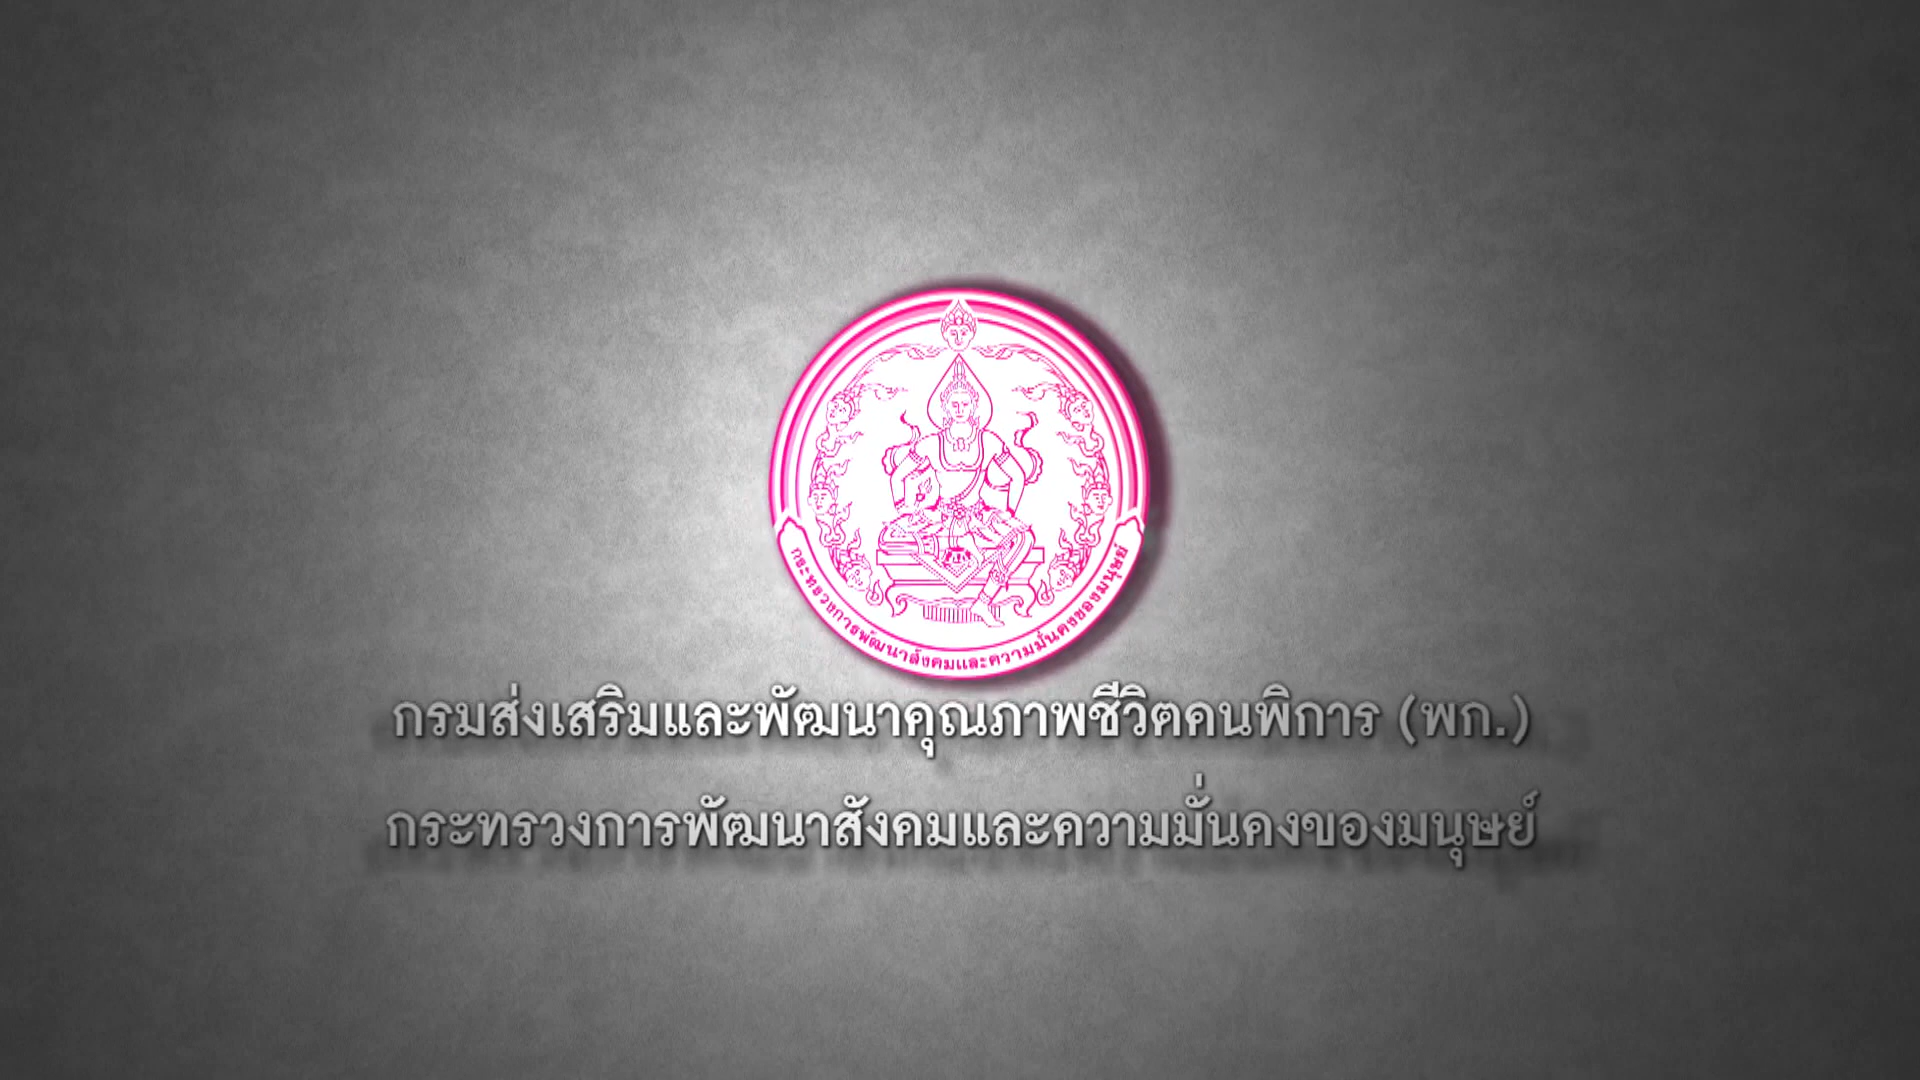 กระทรวงการพัฒนาสังคมและความมั่นคงของมนุษย์
กรมส่งเสริมและพัฒนาคุณภาพชีวิตคนพิการ (พก.)
กระทรวงการพัฒนาสังคมและความมั่นคงของมนุษย์